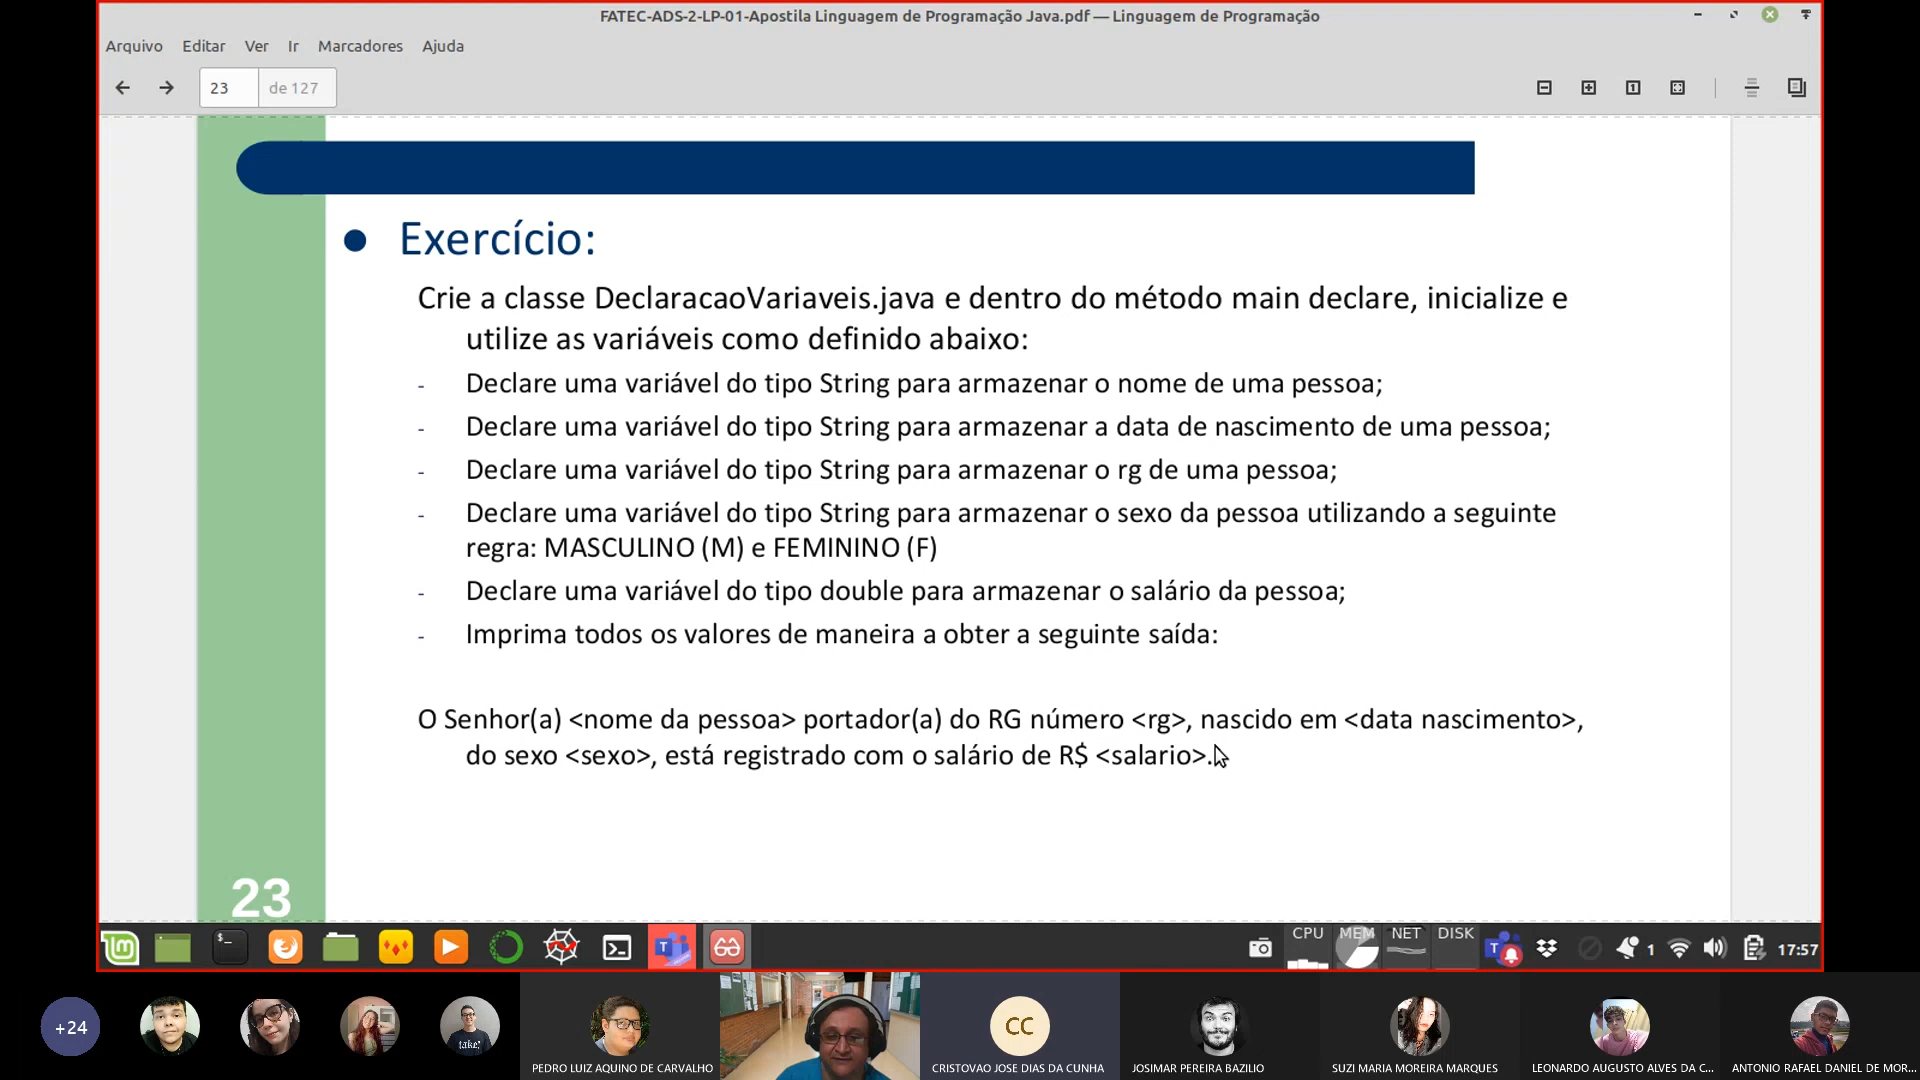 FATEC-ADS-2-LP-01-Apostila Linguagem de Programação Java.pdf — Linguagem de Programação
Arquivo Editar Ver Ir Marcadores Ajuda
23 de 127
Exercício:
Crie a classe DeclaracaoVariaveis.java e dentro do método main declare, inicialize e
utilize as variáveis como definido abaixo:
- Declare uma variável do tipo String para armazenar o nome de uma pessoa;
- Declare uma variável do tipo String para armazenar a data de nascimento de uma pessoa;
- Declare uma variável do tipo String para armazenar o rg de uma pessoa;
- Declare uma variável do tipo String para armazenar o sexo da pessoa utilizando a seguinte
regra: MASCULINO (M) e FEMININO (F)
- Declare uma variável do tipo double para armazenar o salário da pessoa;
- Imprima todos os valores de maneira a obter a seguinte saída:
O Senhor(a) <nome da pessoa> portador(a) do RG número <rg>, nascido em <data nascimento>,
do sexo <sexo>, está registrado com o salário de R$ <salario>.
23
CPU MEM NET DISK
1 17:57
+24
take!
CC
PEDRO LUIZ AQUINO DE CARVALHO
CRISTOVAO JOSE DIAS DA CUNHA
JOSIMAR PEREIRA BAZILIO
SUZI MARIA MOREIRA MARQUES
LEONARDO AUGUSTO ALVES DA C...
ANTONIO RAFAEL DANIEL DE MOR...